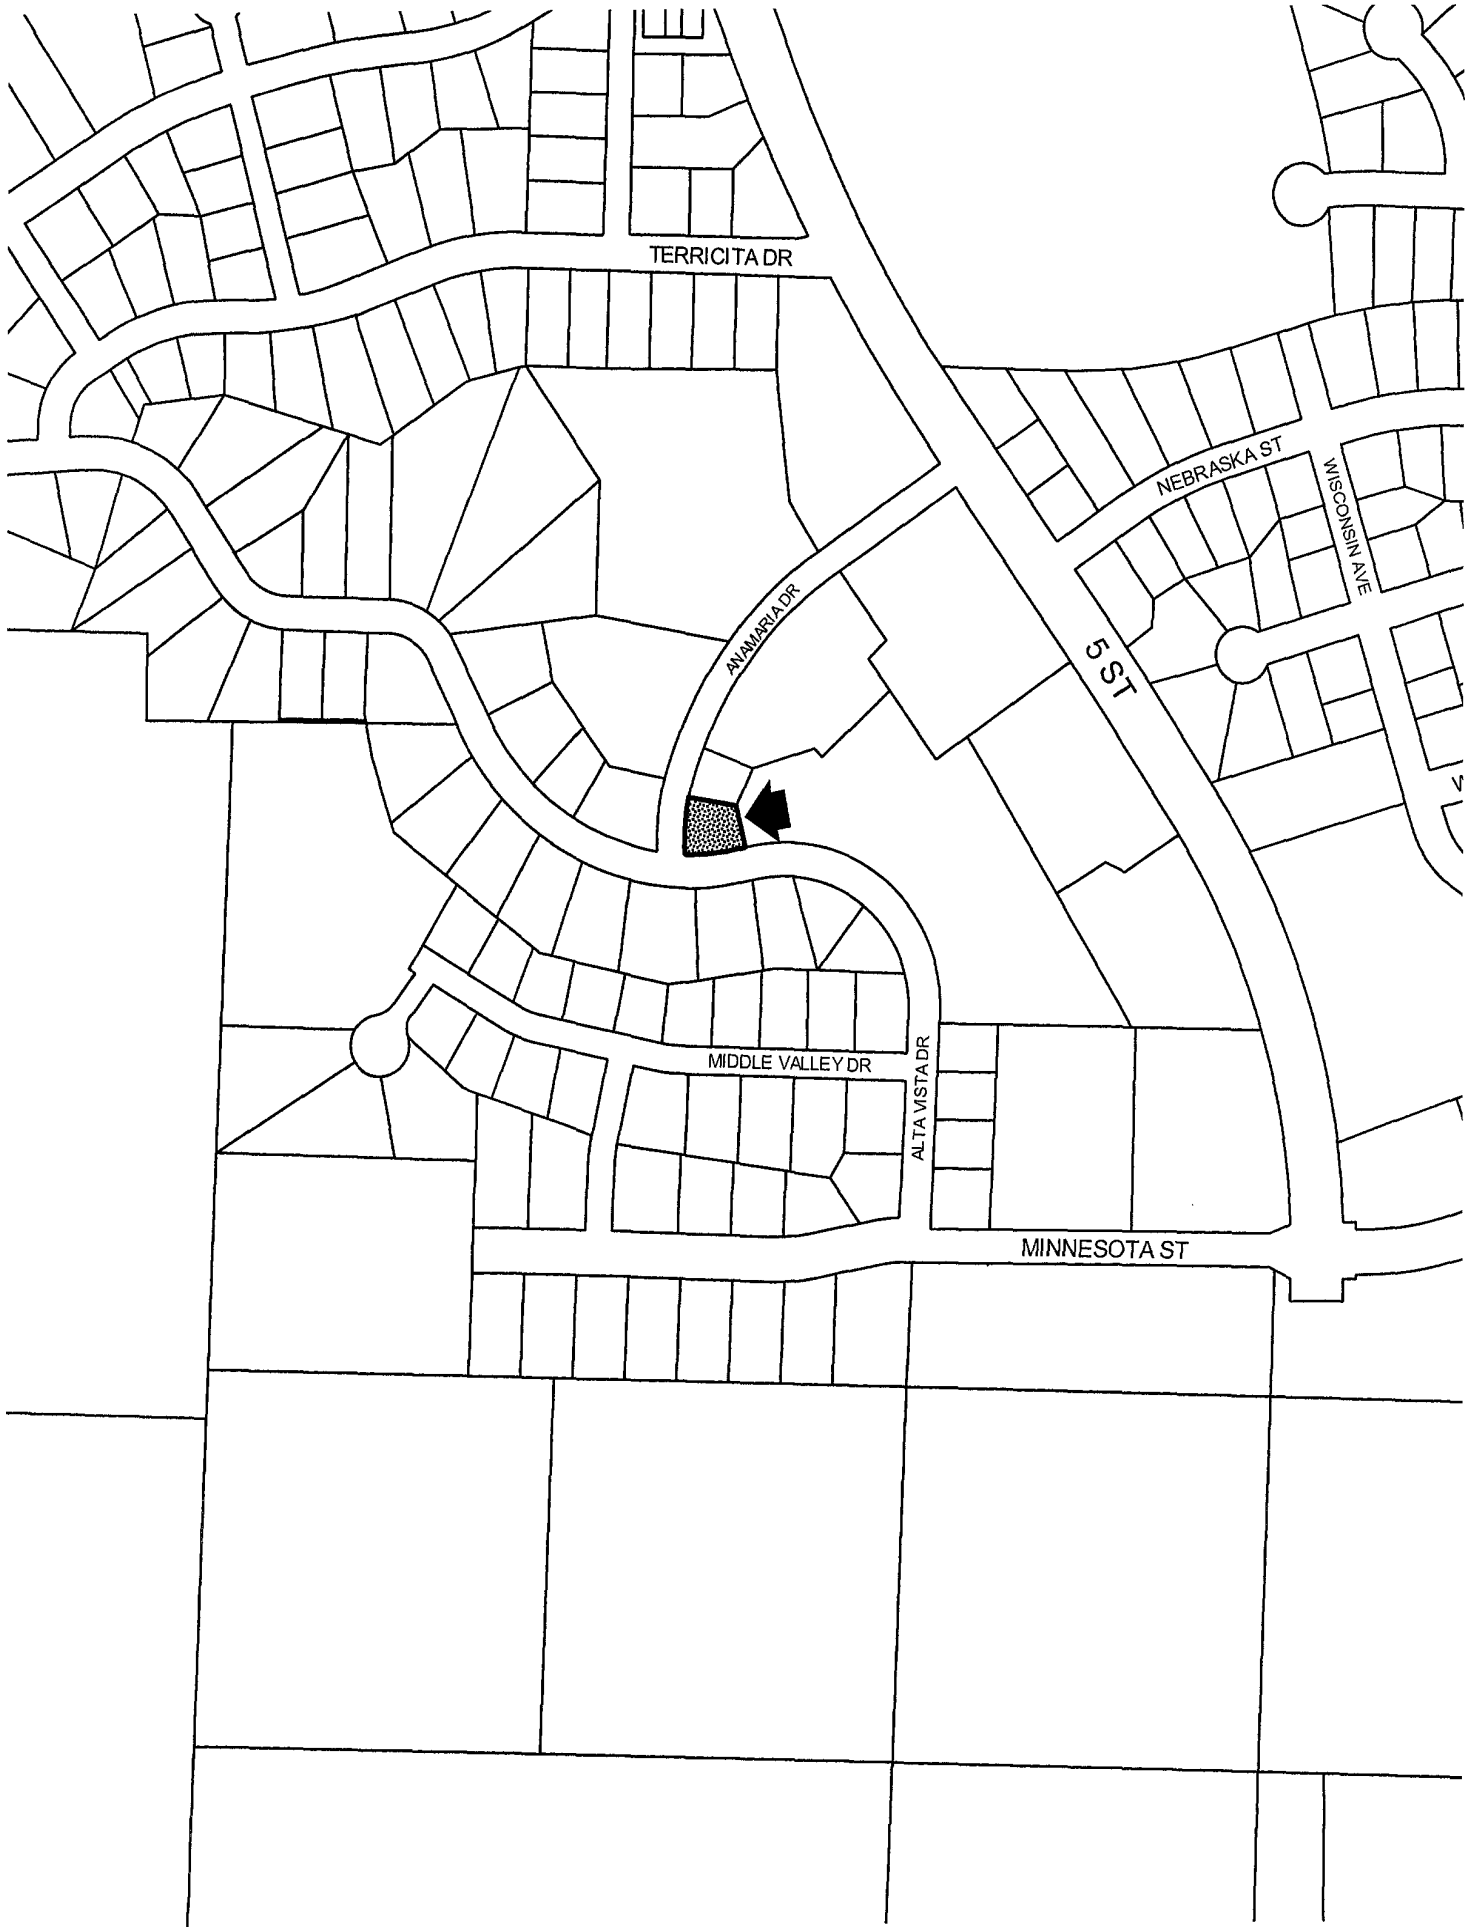 TERRICITA DR
NEBRASKA ST
WISCONSIN AVE
ANAMARIA DR
5 ST
MIDDLE VALLEY DR
ALTA VISTA DR
MINNESOTA ST